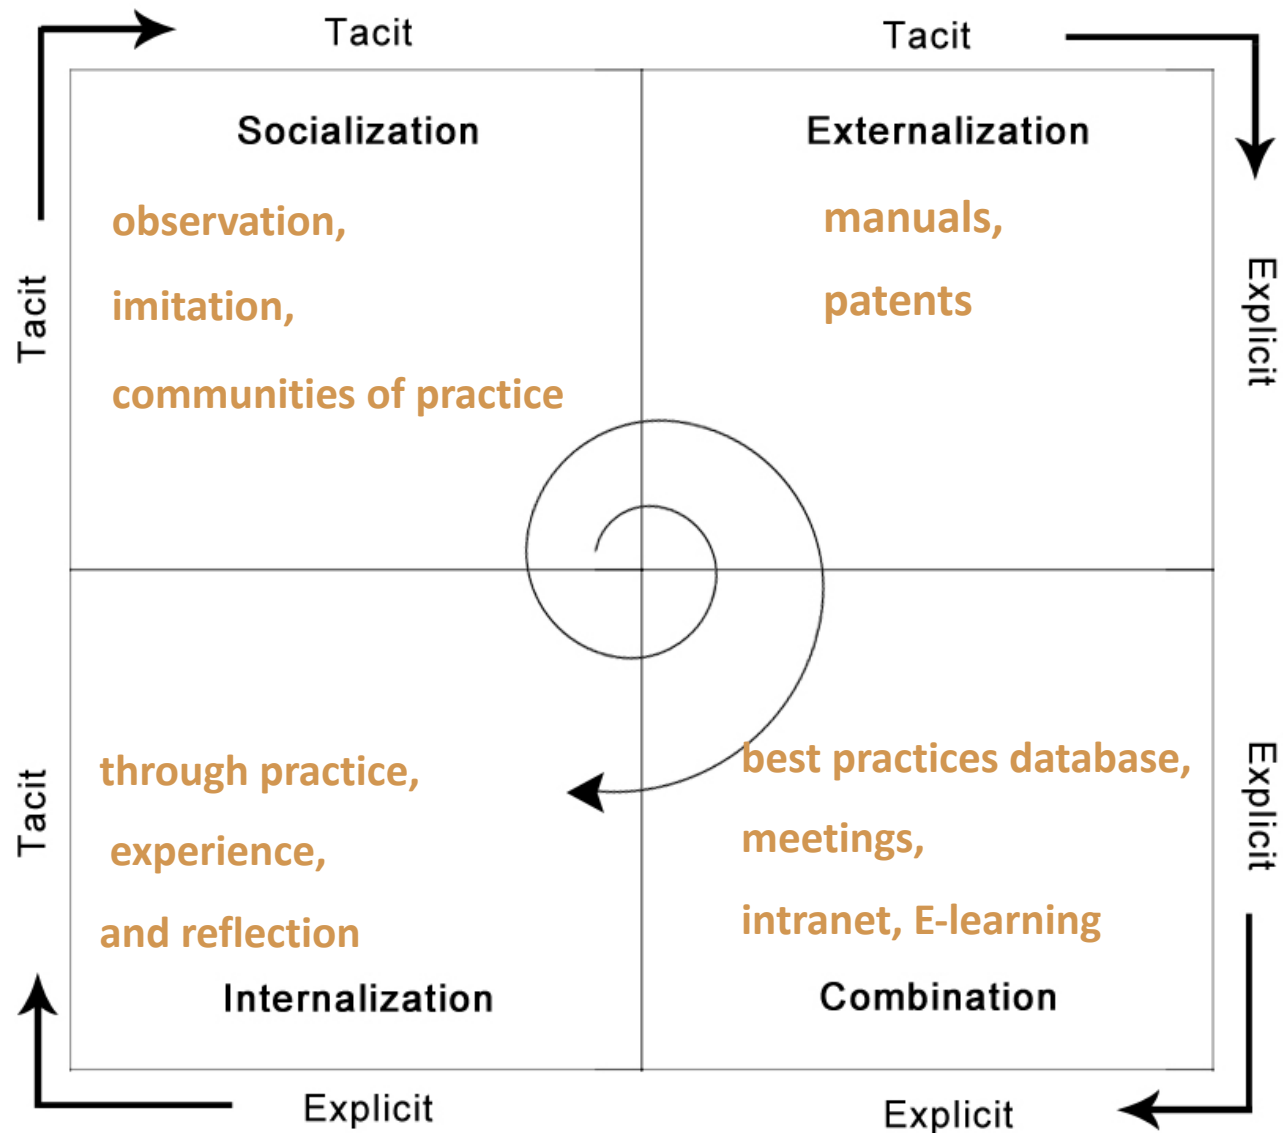 Tacit
Tacit
Socialization
Externalization
observation,
imitation,
communities of practice
manuals,
patents
Tacit
Explicit
through practice,
experience,
and reflection
best practices database,
meetings,
intranet, E-learning
Tacit
Explicit
Internalization
Combination
Explicit
Explicit